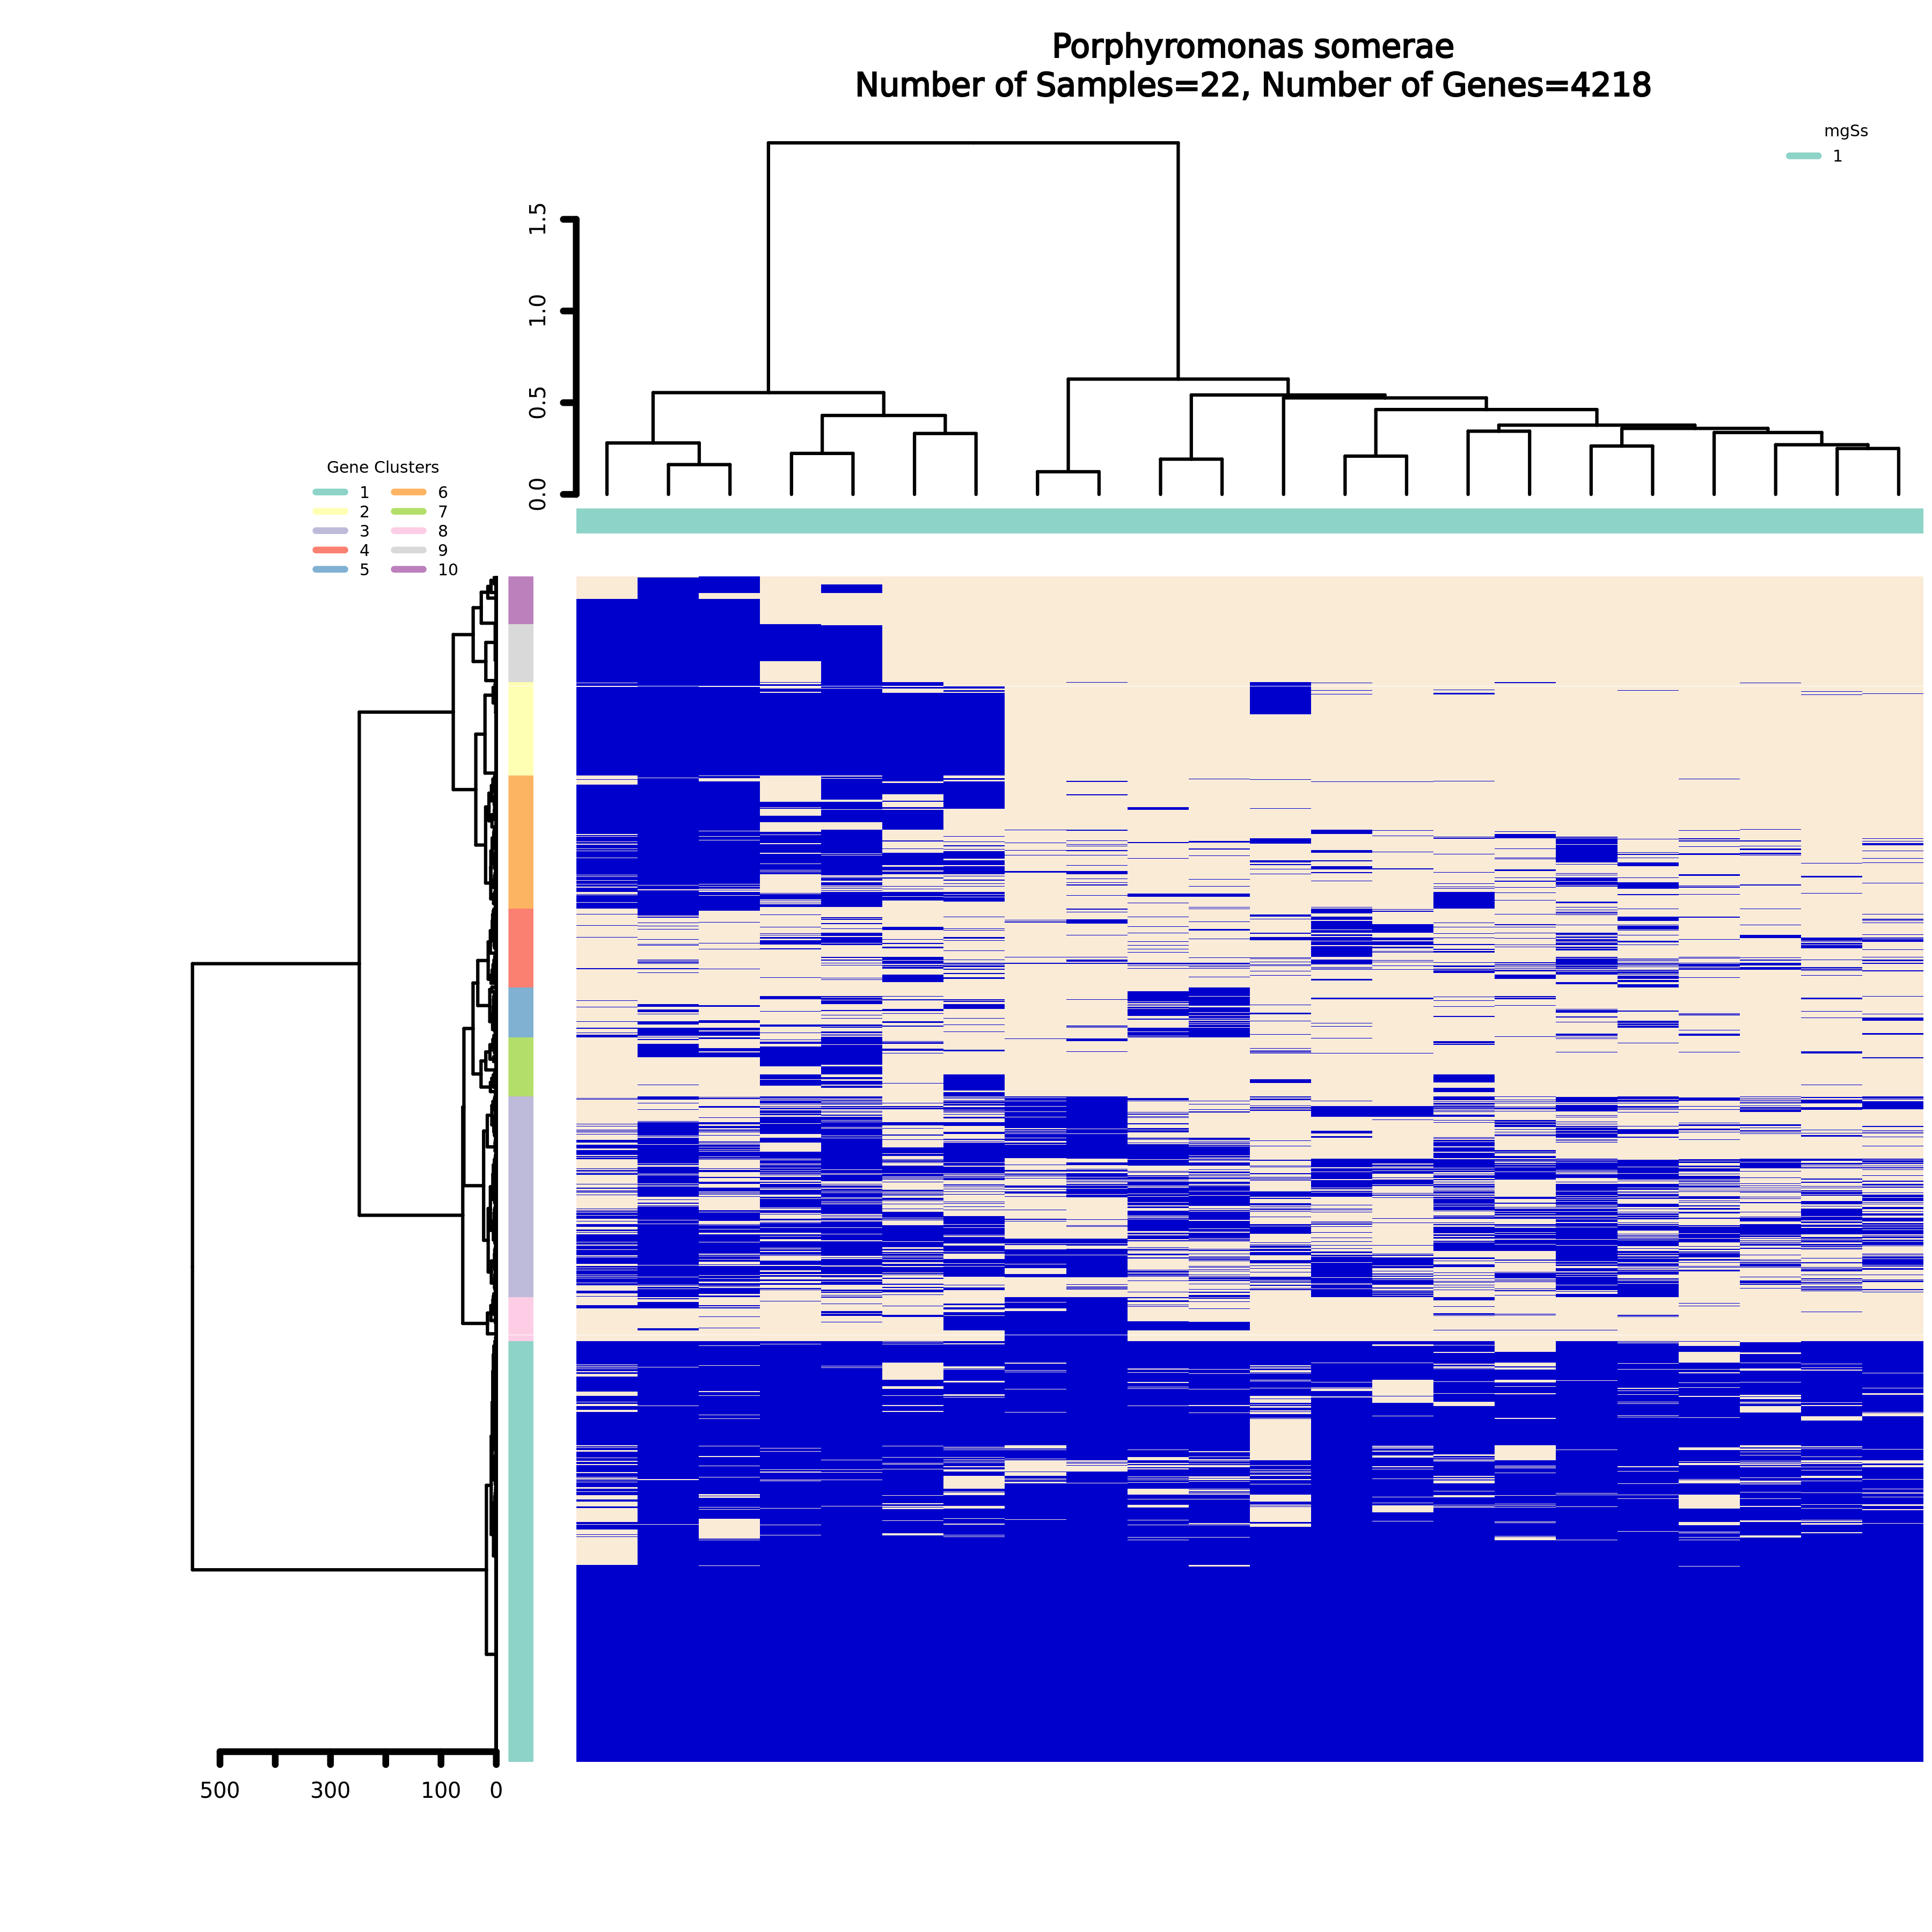 Porphyromonas somerae
Number of Samples=22, Number of Genes=4218
mgSs
1
1.5
1.0
0.5
0.0
Gene Clusters
1 6
2 7
3 8
4 9
5 10
500 300 100 0